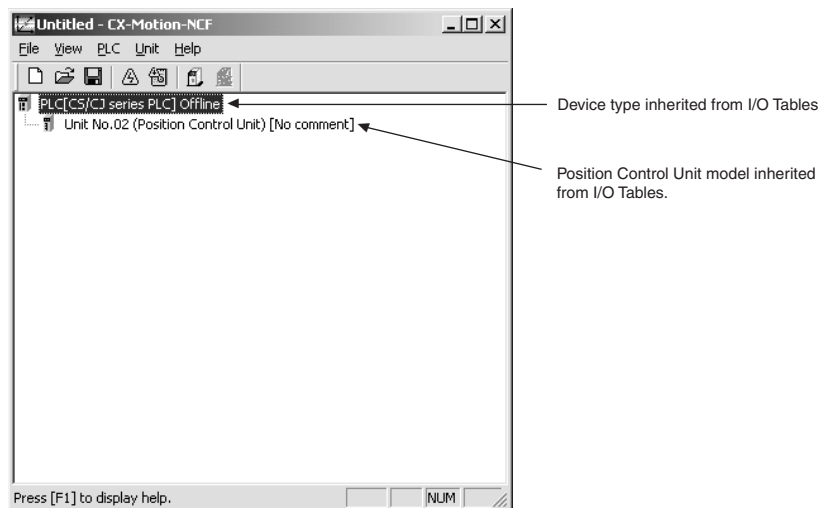 Untitled - CX-Motion-NCF
File View PLC Unit Help
PLC[CS/CJ series PLC] Offline
Device type inherited from I/O Tables
Unit No.02 (Position Control Unit) [No comment]
Position Control Unit model inherited
from I/O Tables.
Press [F1] to display help.
NUM